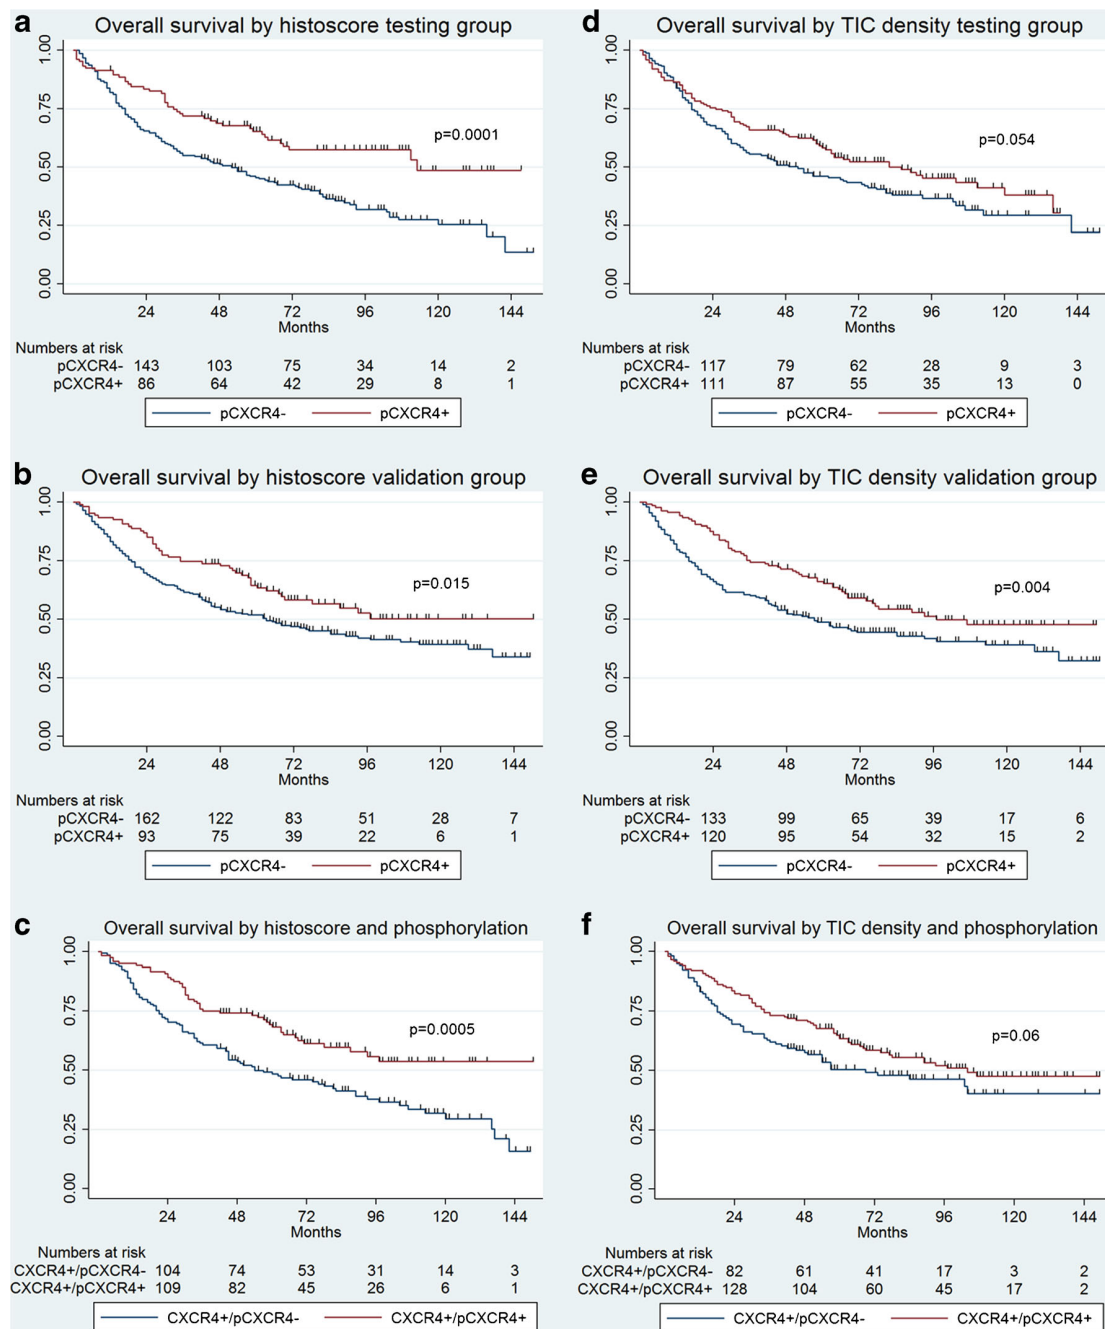 a
Overall survival by histoscore testing group
1.00
0.75
0.50
0.25
0.00
p=0.0001
24 48 72 96 120 144
Months
Numbers at risk
pCXCR4- 143 103 75 34 14 2
pCXCR4+ 86 64 42 29 8 1
pCXCR4- pCXCR4+
d
Overall survival by TIC density testing group
1.00
0.75
0.50
0.25
0.00
p=0.054
24 48 72 96 120 144
Months
Numbers at risk
pCXCR4- 117 79 62 28 9 3
pCXCR4+ 111 87 55 35 13 0
pCXCR4- pCXCR4+
b
Overall survival by histoscore validation group
1.00
0.75
0.50
0.25
0.00
p=0.015
24 48 72 96 120 144
Months
Numbers at risk
pCXCR4- 162 122 83 51 28 7
pCXCR4+ 93 75 39 22 6 1
pCXCR4- pCXCR4+
e
Overall survival by TIC density validation group
1.00
0.75
0.50
0.25
0.00
p=0.004
24 48 72 96 120 144
Months
Numbers at risk
pCXCR4- 133 99 65 39 17 6
pCXCR4+ 120 95 54 32 15 2
pCXCR4- pCXCR4+
c
Overall survival by histoscore and phosphorylation
1.00
0.75
0.50
0.25
0.00
p=0.0005
24 48 72 96 120 144
Months
Numbers at risk
CXCR4+/pCXCR4- 104 74 53 31 14 3
CXCR4+/pCXCR4+ 109 82 45 26 6 1
CXCR4+/pCXCR4- CXCR4+/pCXCR4+
f
Overall survival by TIC density and phosphorylation
1.00
0.75
0.50
0.25
0.00
p=0.06
24 48 72 96 120 144
Months
Numbers at risk
CXCR4+/pCXCR4- 82 61 41 17 3 2
CXCR4+/pCXCR4+ 128 104 60 45 17 2
CXCR4+/pCXCR4- CXCR4+/pCXCR4+